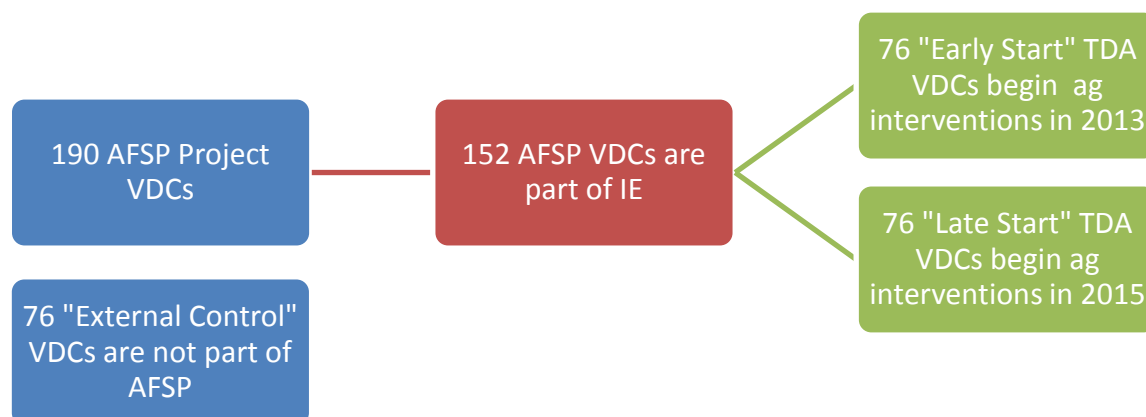 190 AFSP Project
VDCs
152 AFSP VDCs are
part of IE
76 "Early Start" TDA
VDCs begin  ag
interventions in 2013
76 "Late Start" TDA
VDCs begin ag
interventions in 2015
76 "External Control"
VDCs are not part of
AFSP